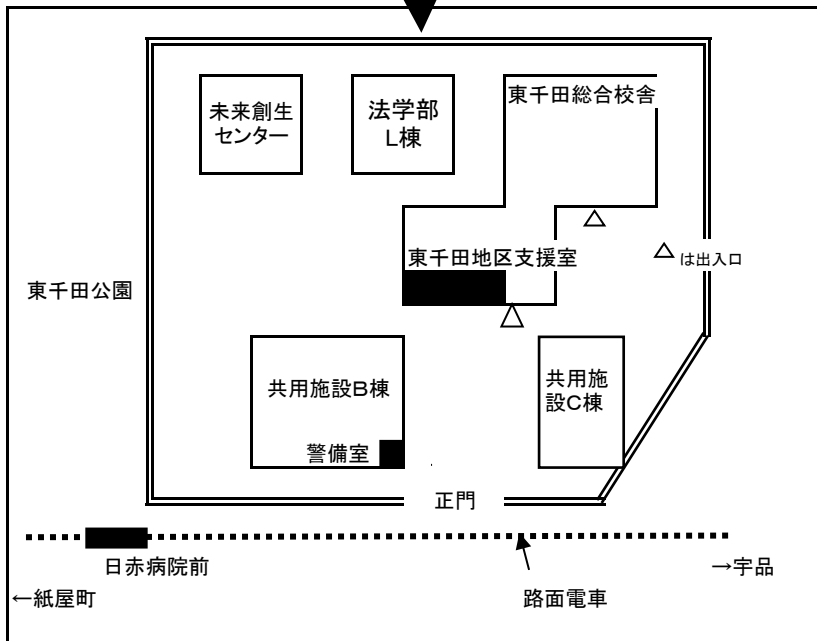 未来創生
センター
法学部
L棟
東千田総合校舎
東千田地区支援室
△は出入口
東千田公園
共用施設B棟
共用施
設C棟
警備室
正門
日赤病院前
→宇品
←紙屋町
路面電車